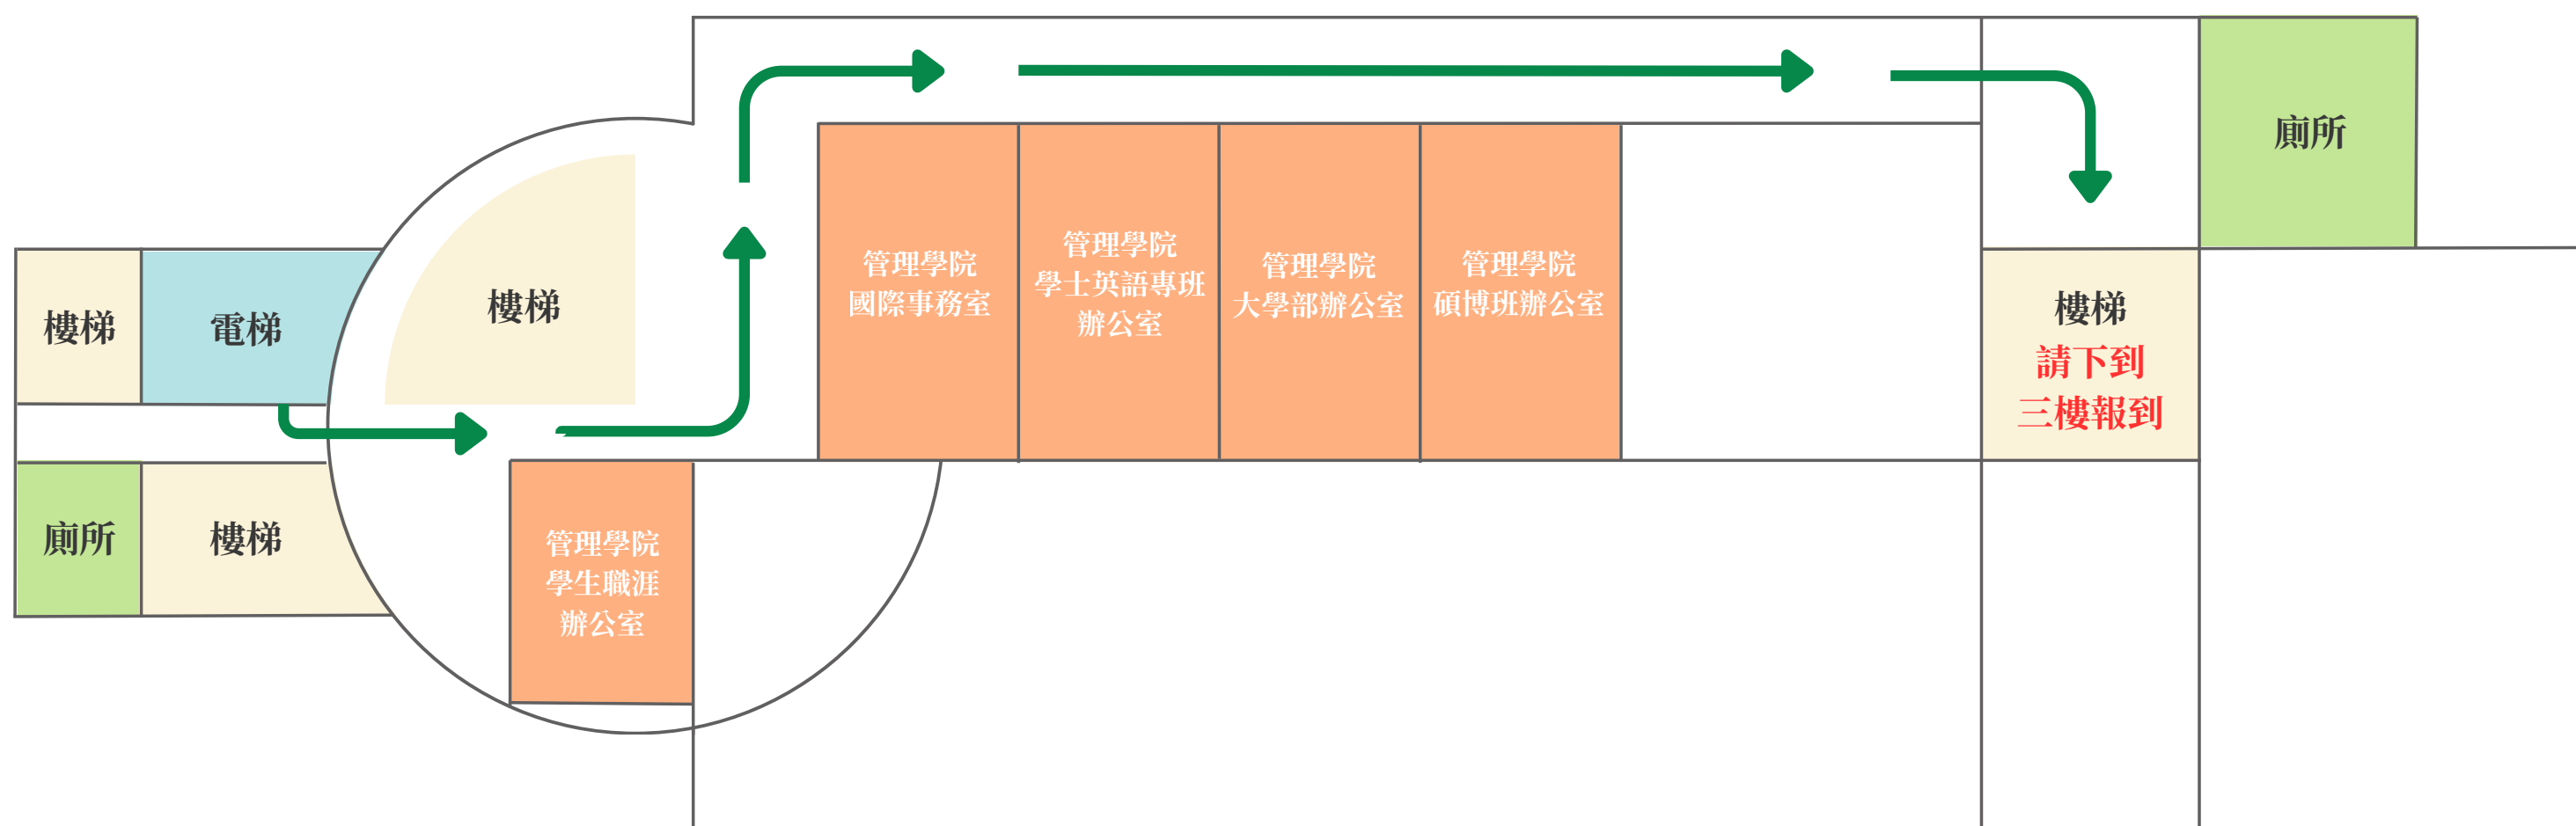 樓梯
電梯
廁所
樓梯
樓梯
管理學院
學生職涯
辦公室
管理學院
國際事務室
管理學院
學士英語專班
辦公室
管理學院
大學部辦公室
管理學院
碩博班辦公室
樓梯
請下到
三樓報到
廁所